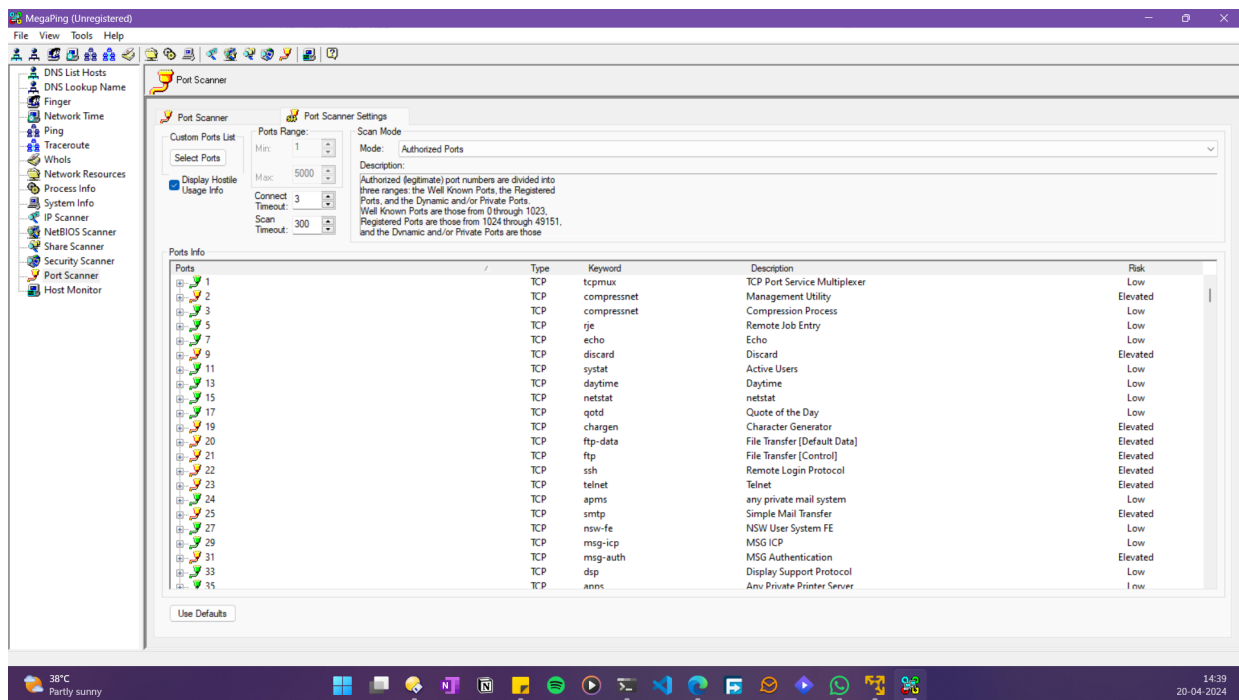 MegaPing (Unregistered)
File View Tools Help
DNS List Hosts
DNS Lookup Name
Finger
Network Time
Ping
Traceroute
WhoIs
Network Resources
Process Info
System Info
IP Scanner
NetBIOS Scanner
Share Scanner
Security Scanner
Port Scanner
Host Monitor
Port Scanner
Port Scanner Port Scanner Settings
Custom Ports List
Select Ports
Display Hostile
Usage Info
Ports Range:
Min: 1
Max: 5000
Connect
Timeout: 3
Scan
Timeout: 300
Scan Mode
Mode: Authorized Ports
Description:
Authorized (legitimate) port numbers are divided into
three ranges: the Well Known Ports, the Registered
Ports, and the Dynamic and/or Private Ports.
Well Known Ports are those from 0 through 1023,
Registered Ports are those from 1024 through 49151,
and the Dynamic and/or Private Ports are those
Ports Info
Ports Type Keyword Description Risk
1 TCP tcpmux TCP Port Service Multiplexer Low
2 TCP compressnet Management Utility Elevated
3 TCP compressnet Compression Process Low
5 TCP rje Remote Job Entry Low
7 TCP echo Echo Low
9 TCP discard Discard Elevated
11 TCP systat Active Users Low
13 TCP daytime Daytime Low
15 TCP netstat netstat Low
17 TCP qotd Quote of the Day Low
19 TCP chargen Character Generator Elevated
20 TCP ftp-data File Transfer [Default Data] Elevated
21 TCP ftp File Transfer [Control] Elevated
22 TCP ssh Remote Login Protocol Elevated
23 TCP telnet Telnet Elevated
24 TCP apms any private mail system Low
25 TCP smtp Simple Mail Transfer Elevated
27 TCP nsw-fe NSW User System FE Low
29 TCP msg-icp MSG ICP Low
31 TCP msg-auth MSG Authentication Elevated
33 TCP dsp Display Support Protocol Low
35 TCP apps Any Private Printer Server Low
Use Defaults
38°C
Partly sunny
14:39
20-04-2024